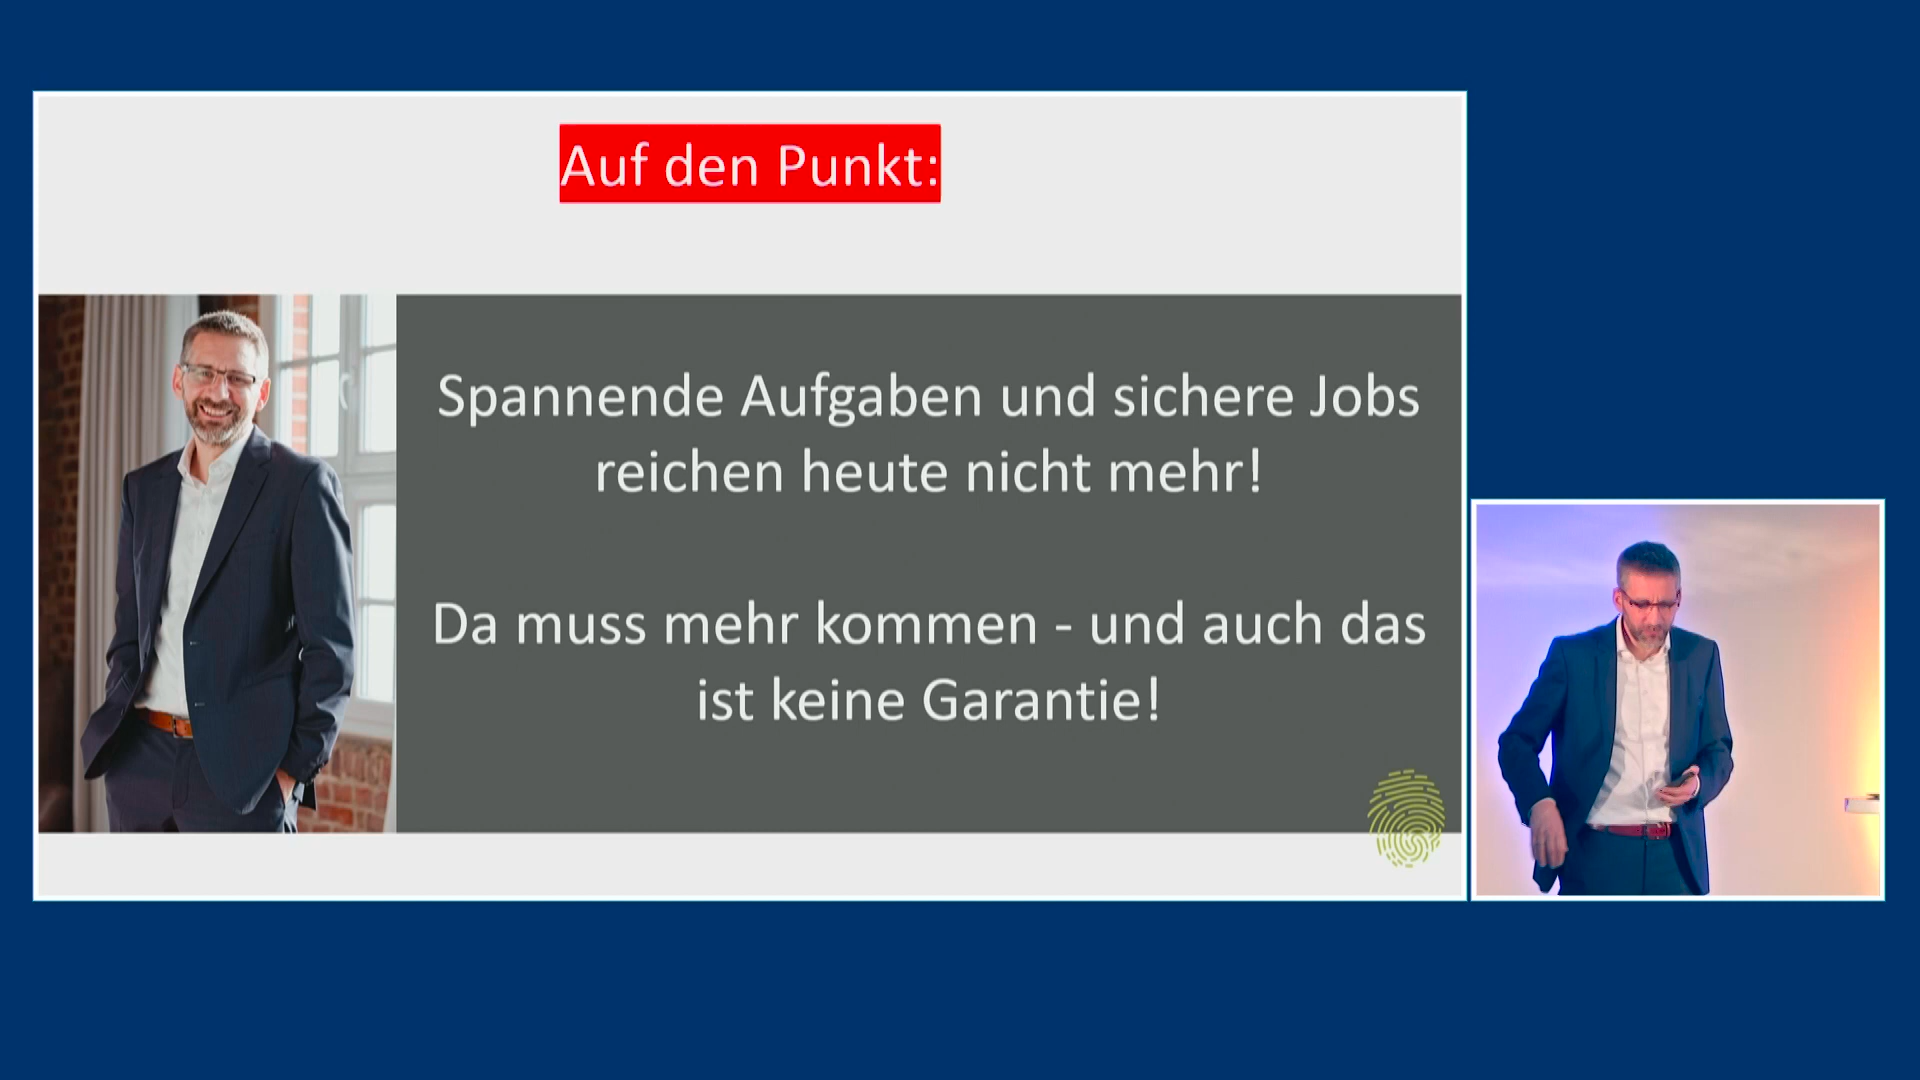 Auf den Punkt:
Spannende Aufgaben und sichere Jobs
reichen heute nicht mehr!
Da muss mehr kommen - und auch das
ist keine Garantie!